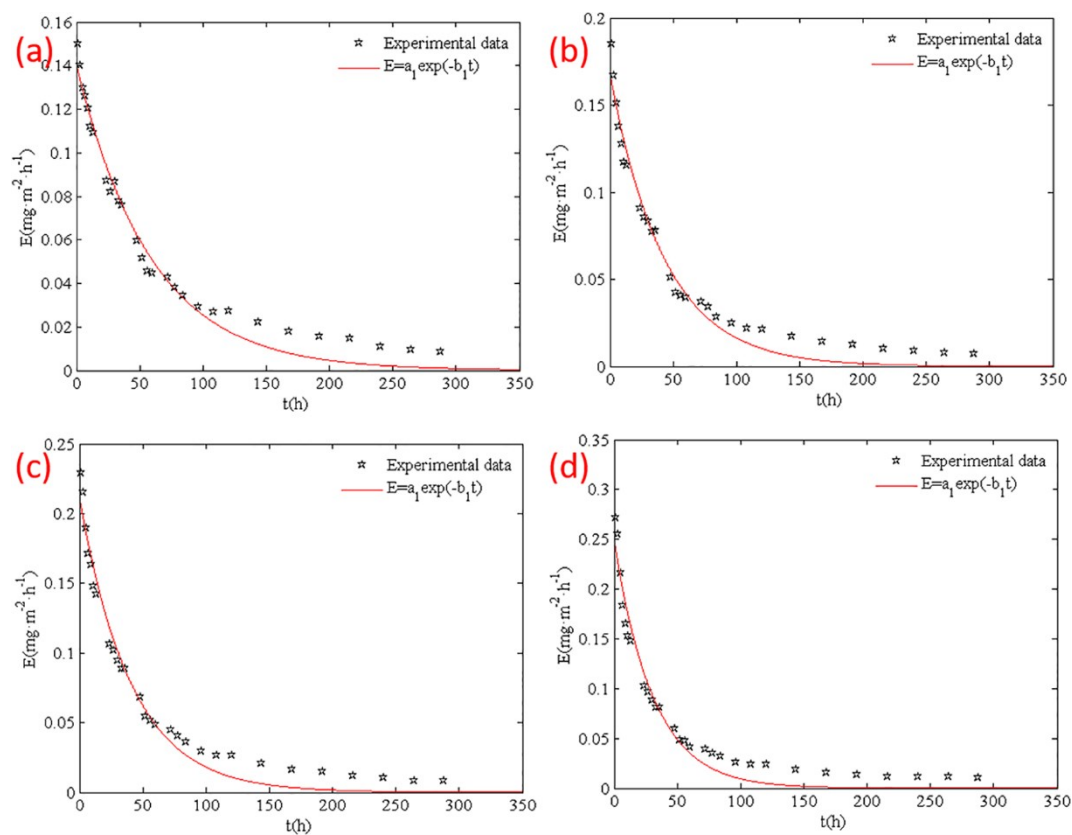 (a)
0.16
0.14
0.12
0.1
0.08
0.06
0.04
0.02
0
E(mg·m⁻²·h⁻¹)
Experimental data
E=a₁exp(-b₁t)
0 50 100 150 200 250 300 350
t(h)
(b)
0.2
0.15
0.1
0.05
0
E(mg·m⁻²·h⁻¹)
Experimental data
E=a₁exp(-b₁t)
0 50 100 150 200 250 300 350
t(h)
(c)
0.25
0.2
0.15
0.1
0.05
0
E(mg·m⁻²·h⁻¹)
Experimental data
E=a₁exp(-b₁t)
0 50 100 150 200 250 300 350
t(h)
(d)
0.35
0.3
0.25
0.2
0.15
0.1
0.05
0
E(mg·m⁻²·h⁻¹)
Experimental data
E=a₁exp(-b₁t)
0 50 100 150 200 250 300 350
t(h)